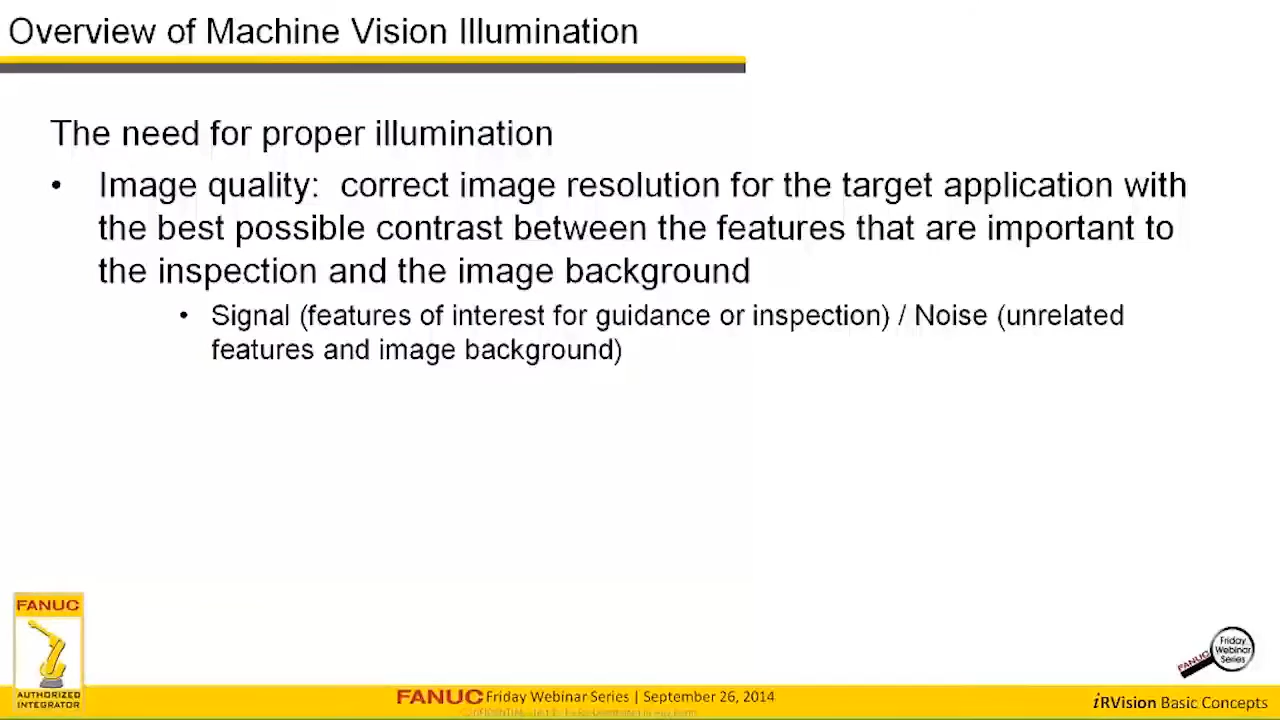 Overview of Machine Vision Illumination
The need for proper illumination
• Image quality: correct image resolution for the target application with
the best possible contrast between the features that are important to
the inspection and the image background
• Signal (features of interest for guidance or inspection) / Noise (unrelated
features and image background)
FANUC
AUTHORIZED
INTEGRATOR
Friday
Webinar
Series
FANUC
FANUC Friday Webinar Series | September 26, 2014
iRVision Basic Concepts